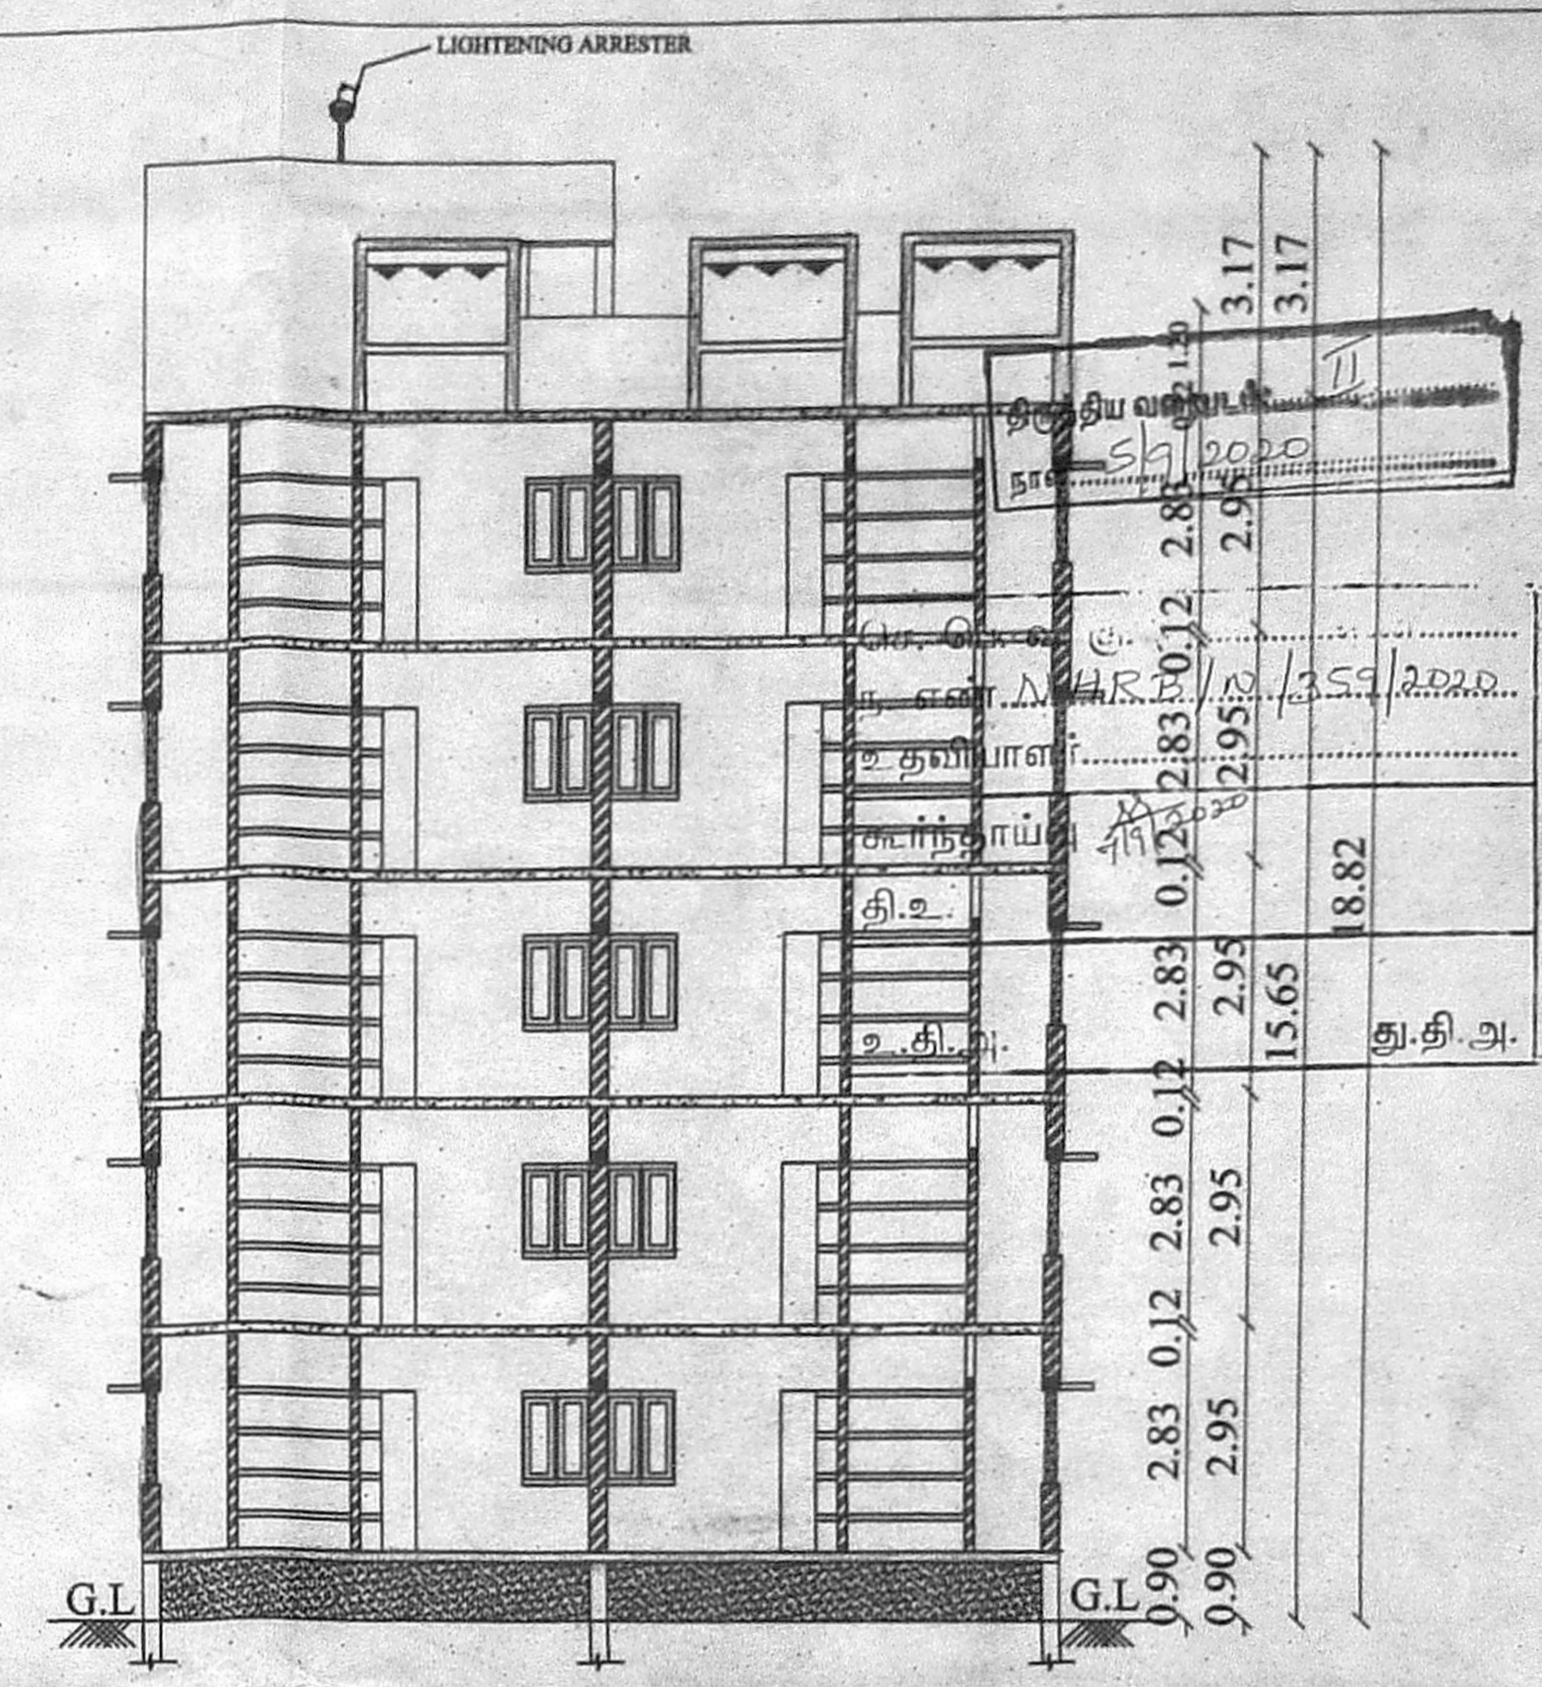 LIGHTENING ARRESTER
3.17
3.17
1.20
திருத்திய வரைபடம் II
நாள் 5/9/2020
2.83
2.95
0.12
ந. எண். NHRB/N/359/2020
2.83
2.95
உதவியாளர்
கூர்ந்தாய்வு
0.12
18.82
தி.உ.
2.83
2.95
15.65
உ.தி.அ.
து.தி.அ.
0.12
2.83
2.95
0.12
2.83
2.95
G.L
G.L
0.90
0.90